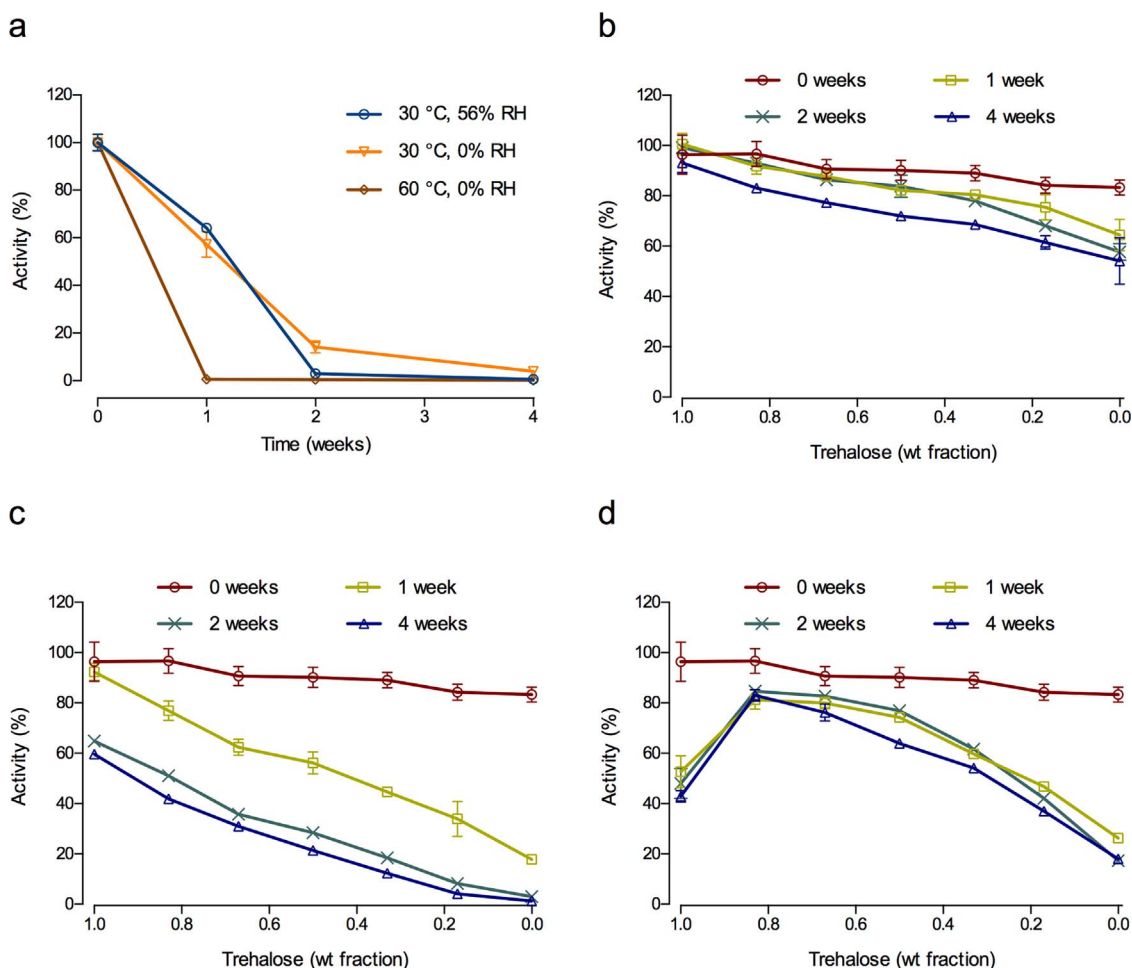 a
120
100
80
60
40
20
0
Activity (%)
30 °C, 56% RH
30 °C, 0% RH
60 °C, 0% RH
0 1 2 3 4
Time (weeks)
b
0 weeks 1 week
2 weeks 4 weeks
120
100
80
60
40
20
0
Activity (%)
1.0 0.8 0.6 0.4 0.2 0.0
Trehalose (wt fraction)
c
0 weeks 1 week
2 weeks 4 weeks
120
100
80
60
40
20
0
Activity (%)
1.0 0.8 0.6 0.4 0.2 0.0
Trehalose (wt fraction)
d
0 weeks 1 week
2 weeks 4 weeks
120
100
80
60
40
20
0
Activity (%)
1.0 0.8 0.6 0.4 0.2 0.0
Trehalose (wt fraction)